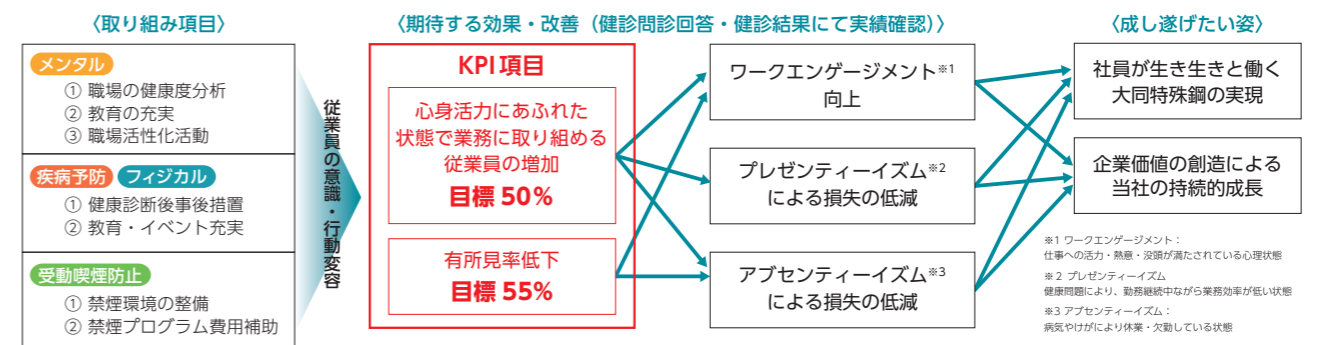 〈取り組み項目〉
メンタル
① 職場の健康度分析
② 教育の充実
③ 職場活性化活動
疾病予防 フィジカル
① 健康診断後事後措置
② 教育・イベント充実
受動喫煙防止
① 禁煙環境の整備
② 禁煙プログラム費用補助
従業員の意識・行動変容
〈期待する効果・改善（健診問診回答・健診結果にて実績確認）〉
KPI項目
心身活力にあふれた
状態で業務に取り組める
従業員の増加
目標 50%
有所見率低下
目標 55%
ワークエンゲージメント※1
向上
プレゼンティーイズム※2
による損失の低減
アブセンティーイズム※3
による損失の低減
〈成し遂げたい姿〉
社員が生き生きと働く
大同特殊鋼の実現
企業価値の創造による
当社の持続的成長
※1 ワークエンゲージメント：
仕事への活力・熱意・没頭が満たされている心理状態
※2 プレゼンティーイズム
健康問題により、勤務継続中ながら業務効率が低い状態
※3 アブセンティーイズム：
病気やけがにより休業・欠勤している状態